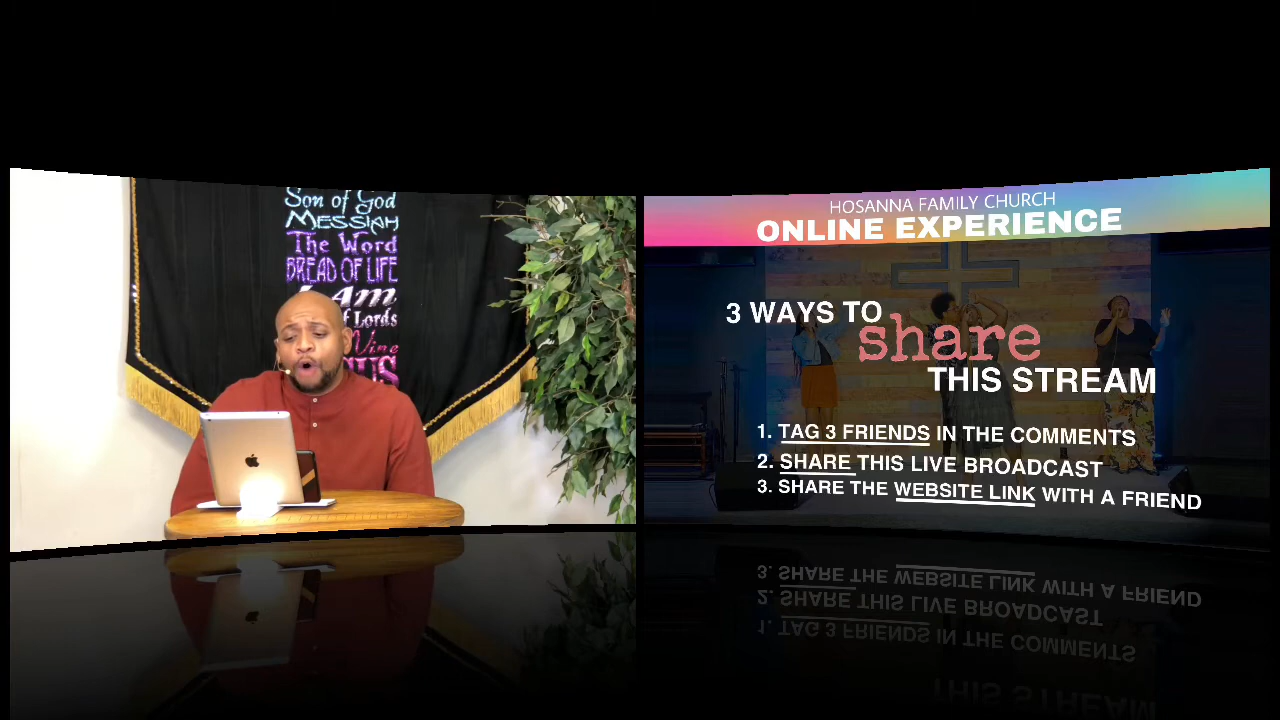 Son of God
MESSIAH
The Word
BREAD OF LIFE
I Am
of Lords
Vine
HOSANNA FAMILY CHURCH
ONLINE EXPERIENCE
3 WAYS TO
share
THIS STREAM
1. TAG 3 FRIENDS IN THE COMMENTS
2. SHARE THIS LIVE BROADCAST
3. SHARE THE WEBSITE LINK WITH A FRIEND